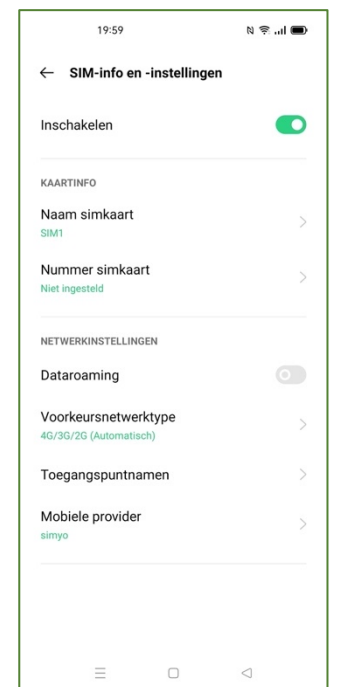 19:59
SIM-info en -instellingen
Inschakelen
KAARTINFO
Naam simkaart
SIM1
Nummer simkaart
Niet ingesteld
NETWERKINSTELLINGEN
Dataroaming
Voorkeursnetwerktype
4G/3G/2G (Automatisch)
Toegangspuntnamen
Mobiele provider
simyo